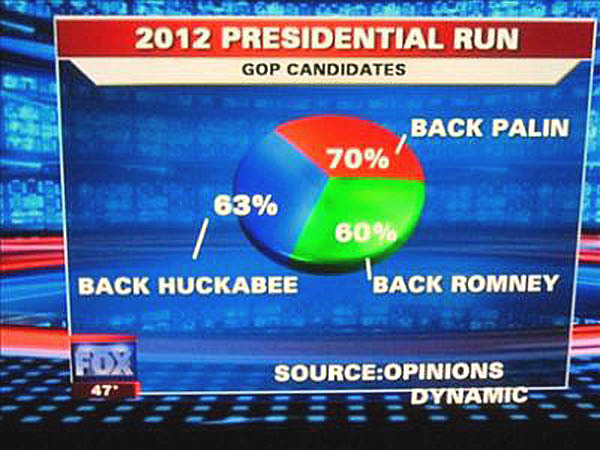 2012 PRESIDENTIAL RUN
GOP CANDIDATES
BACK PALIN
70%
63%
60%
BACK HUCKABEE
BACK ROMNEY
FOX
47°
SOURCE:OPINIONS
DYNAMIC